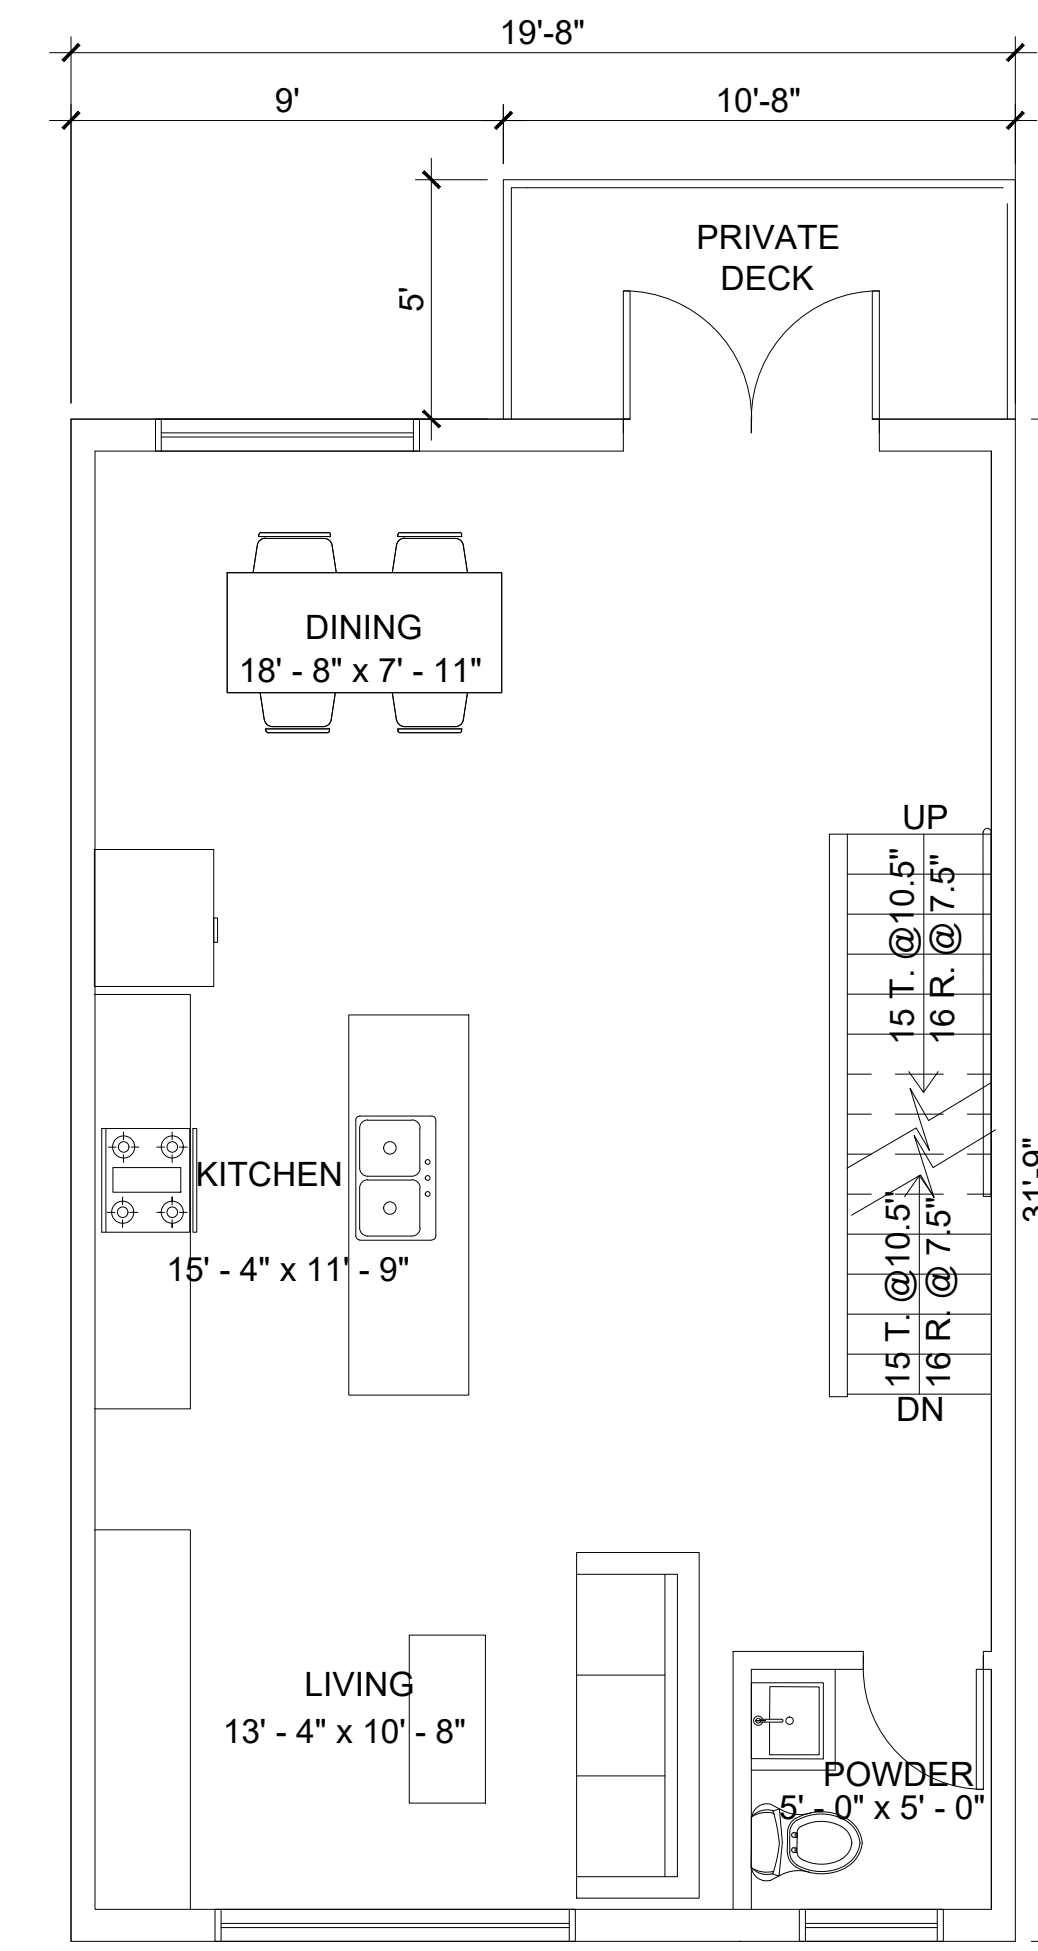 19'-8"
9'
10'-8"
PRIVATE
DECK
5'
DINING
18' - 8" x 7' - 11"
UP
15 T. @10.5"
16 R. @ 7.5"
KITCHEN
15' - 4" x 11' - 9"
31'-9"
15 T. @10.5"
16 R. @ 7.5"
DN
LIVING
13' - 4" x 10' - 8"
POWDER
5' - 0" x 5' - 0"